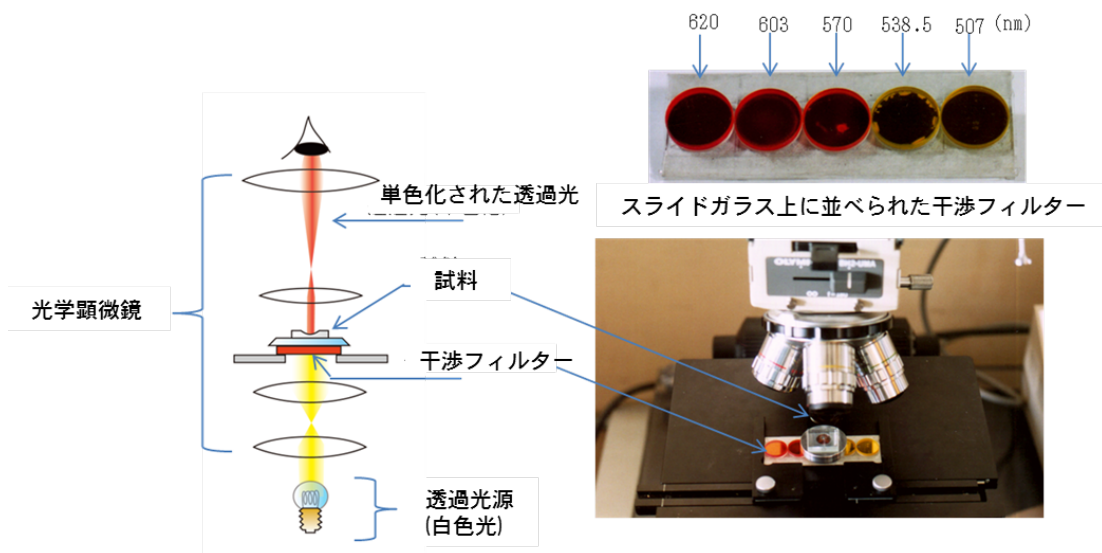 620 603 570 538.5 507 (nm)
スライドガラス上に並べられた干渉フィルター
単色化された透過光
試料
光学顕微鏡
干渉フィルター
透過光源
(白色光)